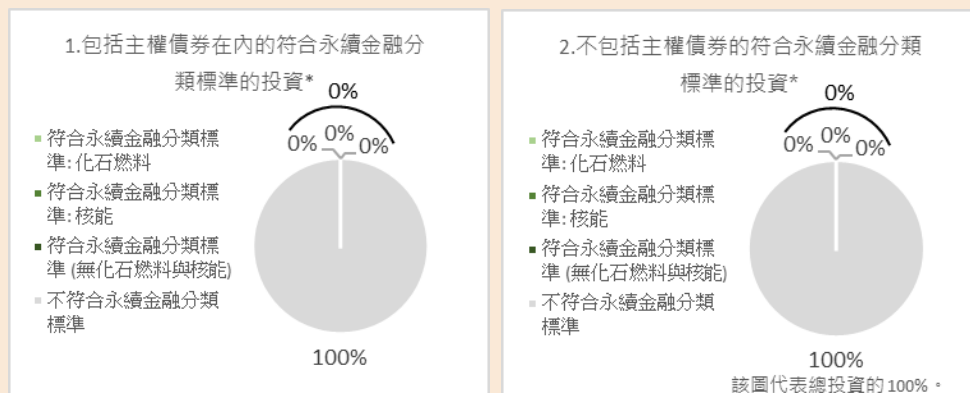 1.包括主權債券在內的符合永續金融分
類標準的投資*
0%
0%
0%
0%
符合永續金融分類標
準: 化石燃料
符合永續金融分類標
準: 核能
符合永續金融分類標
準 (無化石燃料與核能)
不符合永續金融分類
標準
100%
2.不包括主權債券的符合永續金融分類
標準的投資*
0%
0%
0%
0%
符合永續金融分類標
準: 化石燃料
符合永續金融分類標
準: 核能
符合永續金融分類標
準 (無化石燃料與核能)
不符合永續金融分類
標準
100%
該圖代表總投資的100%。